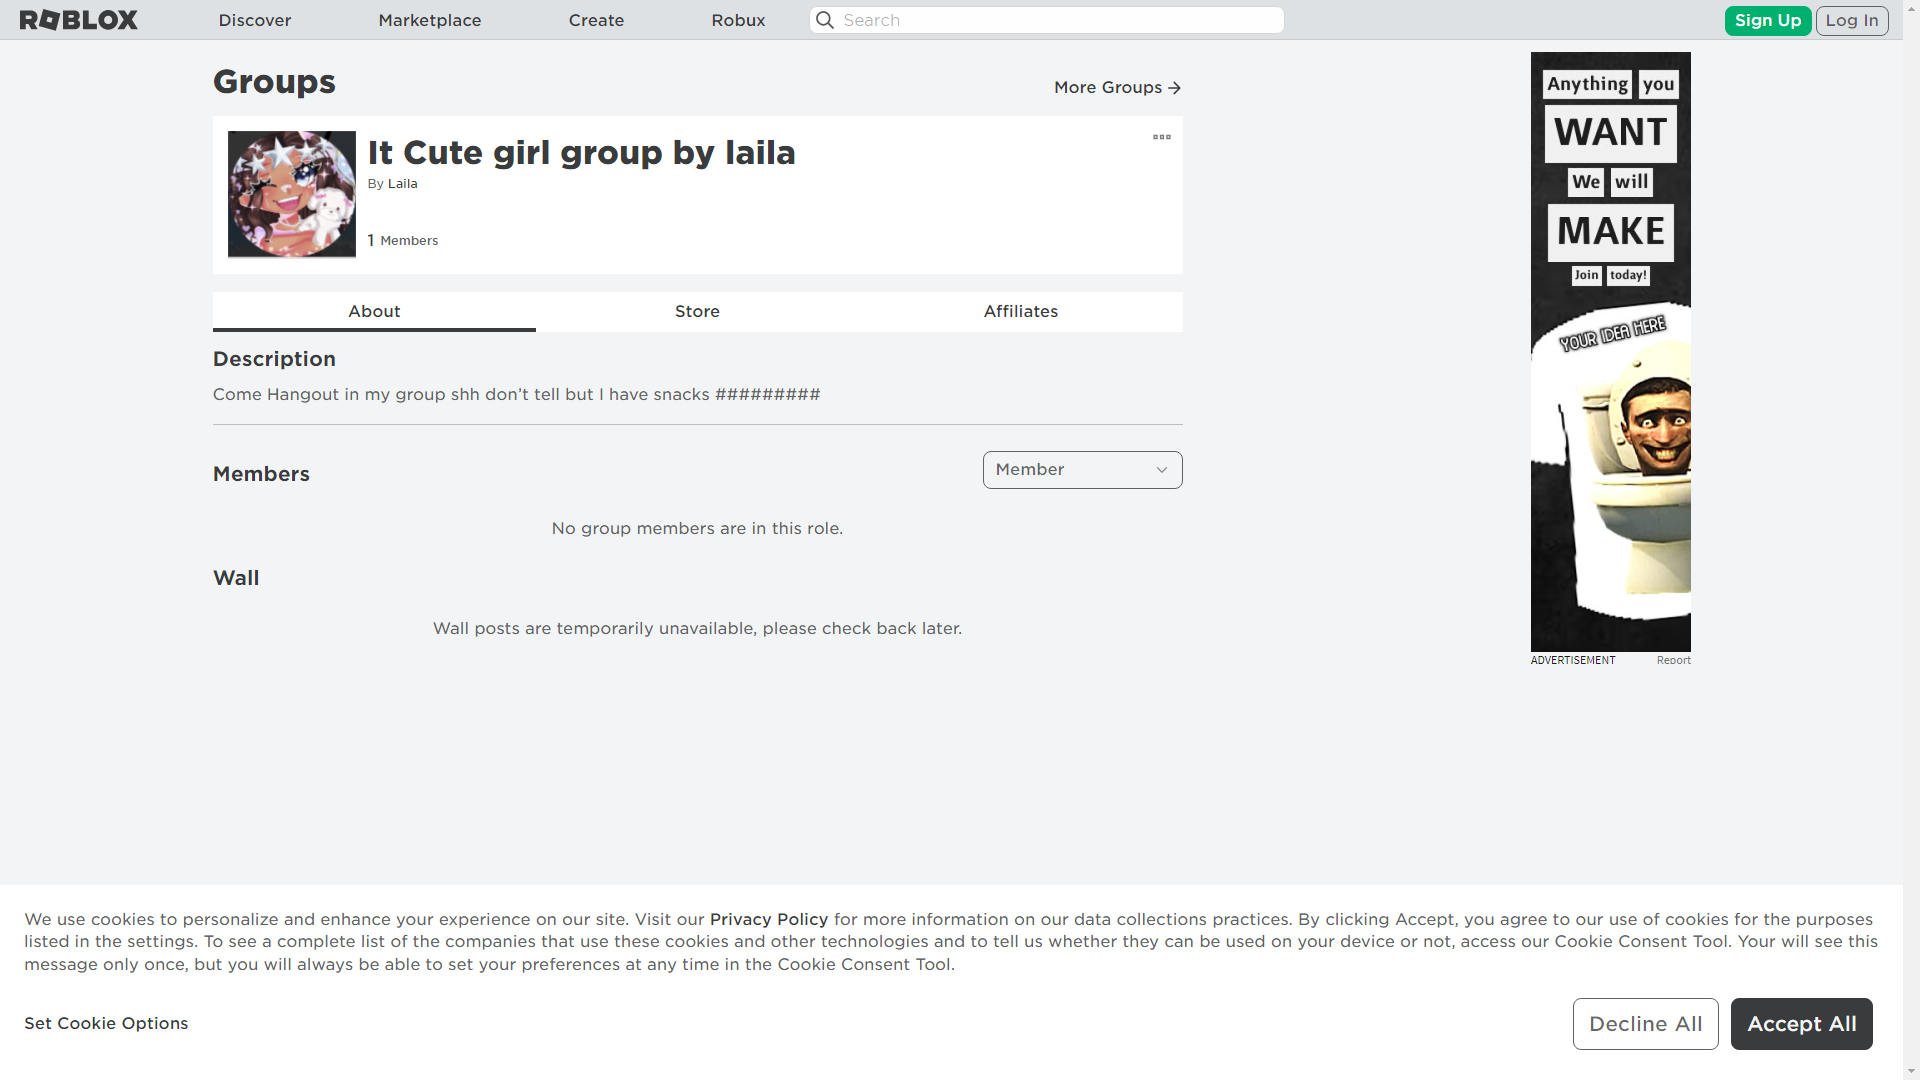 ROBLOX
Discover
Marketplace
Create
Robux
Search
Sign Up
Log In
Groups
More Groups
It Cute girl group by laila
By Laila
1 Members
About
Store
Affiliates
Description
Come Hangout in my group shh don’t tell but I have snacks #########
Members
Member
No group members are in this role.
Wall
Wall posts are temporarily unavailable, please check back later.
Anything you
WANT
We will
MAKE
Join today!
YOUR IDEA HERE
ADVERTISEMENT
Report
We use cookies to personalize and enhance your experience on our site. Visit our Privacy Policy for more information on our data collections practices. By clicking Accept, you agree to our use of cookies for the purposes
listed in the settings. To see a complete list of the companies that use these cookies and other technologies and to tell us whether they can be used on your device or not, access our Cookie Consent Tool. Your will see this
message only once, but you will always be able to set your preferences at any time in the Cookie Consent Tool.
Set Cookie Options
Decline All
Accept All